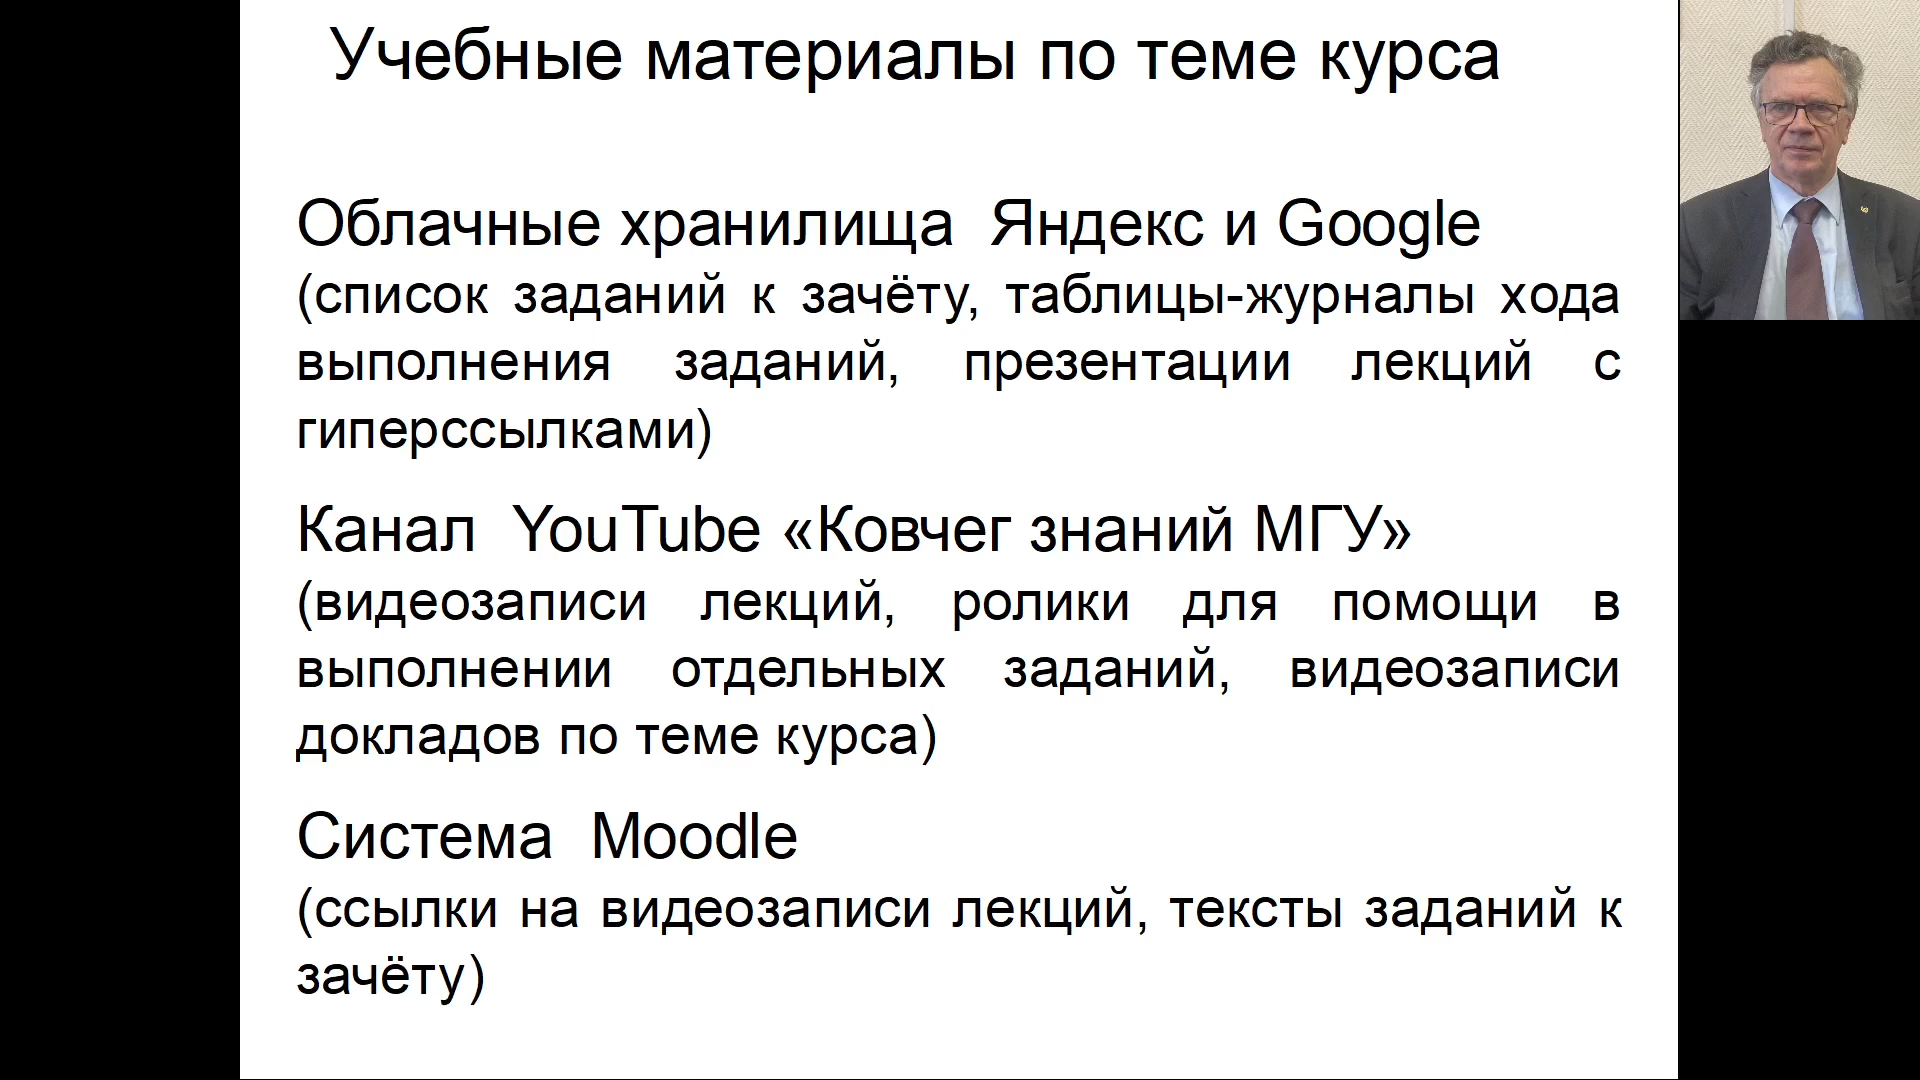 Учебные материалы по теме курса
Облачные хранилища Яндекс и Google
(список заданий к зачёту, таблицы-журналы хода
выполнения заданий, презентации лекций с
гиперссылками)
Канал YouTube «Ковчег знаний МГУ»
(видеозаписи лекций, ролики для помощи в
выполнении отдельных заданий, видеозаписи
докладов по теме курса)
Система Moodle
(ссылки на видеозаписи лекций, тексты заданий к
зачёту)